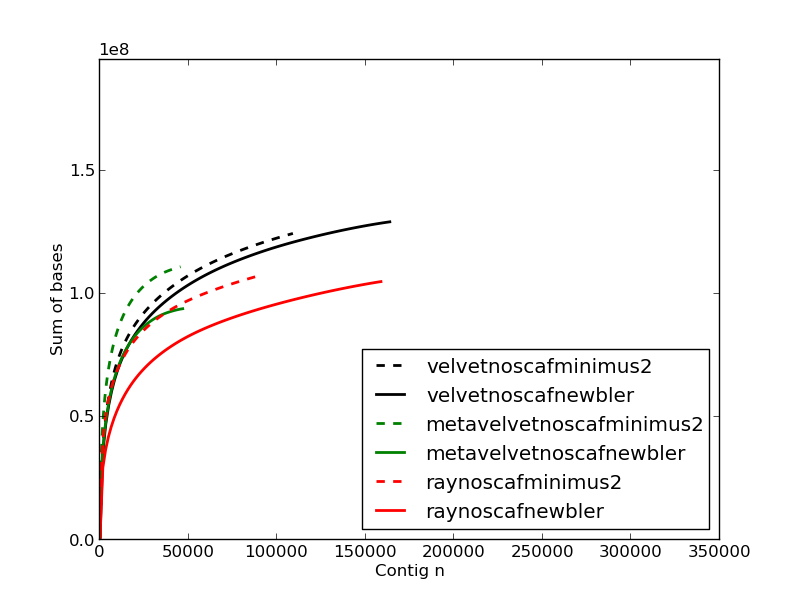 1e8
1.5
1.0
0.5
0.0
Sum of bases
velvetnoscafminimus2
velvetnoscafnewbler
metavelvetnoscafminimus2
metavelvetnoscafnewbler
raynoscafminimus2
raynoscafnewbler
0 50000 100000 150000 200000 250000 300000 350000
Contig n